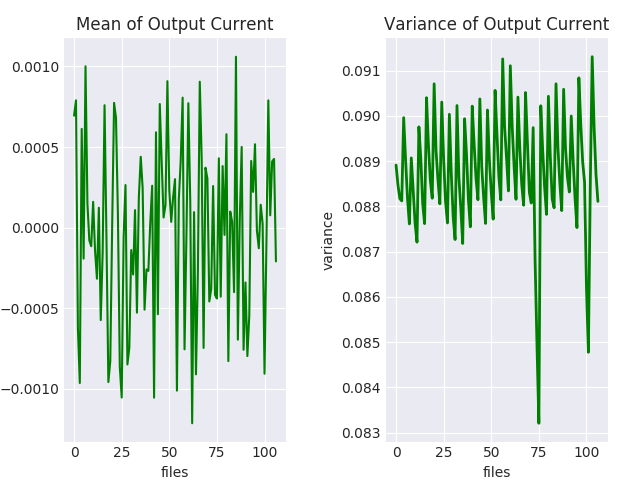 Mean of Output Current
0.0010
0.0005
0.0000
−0.0005
−0.0010
0 25 50 75 100
files
Variance of Output Current
variance
0.091
0.090
0.089
0.088
0.087
0.086
0.085
0.084
0.083
0 25 50 75 100
files